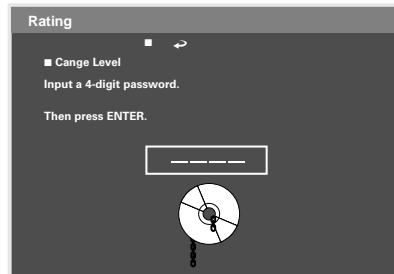 Rating
■ Cange Level
Input a 4-digit password.
Then press ENTER.